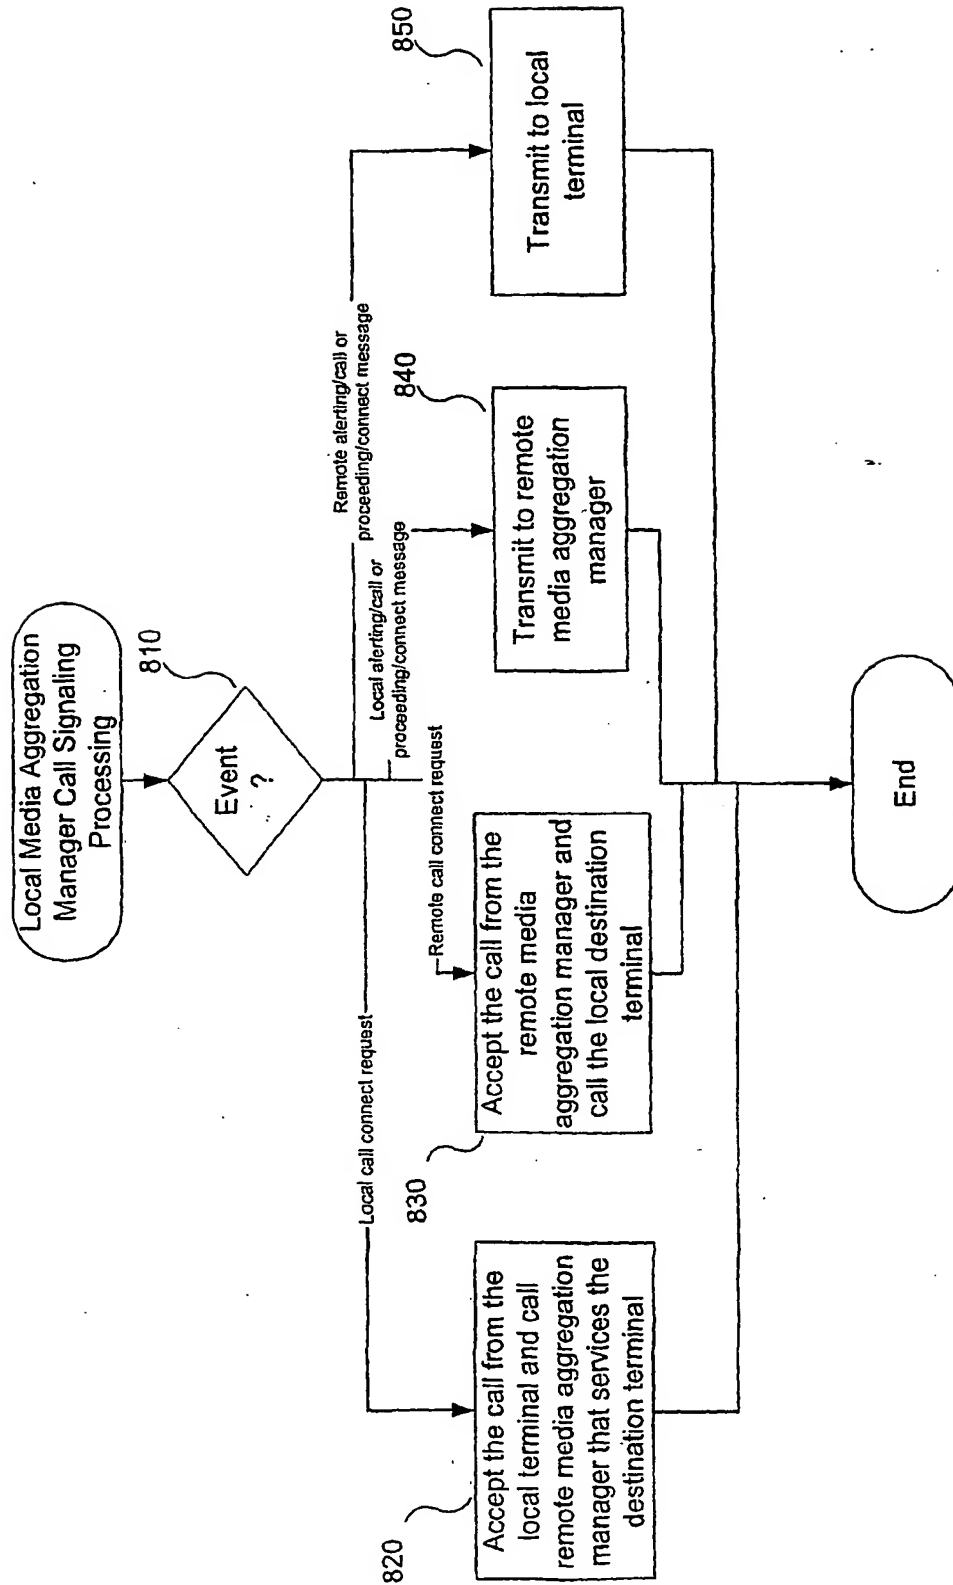 Local Media Aggregation
Manager Call Signaling
Processing
810
Event
?
Local call connect request
Remote call connect request
Local alerting/call or
proceeding/connect message
Remote alerting/call or
proceeding/connect message
820
Accept the call from the
local terminal and call
remote media aggregation
manager that services the
destination terminal
830
Accept the call from the
remote media
aggregation manager and
call the local destination
terminal
840
Transmit to remote
media aggregation
manager
850
Transmit to local
terminal
End